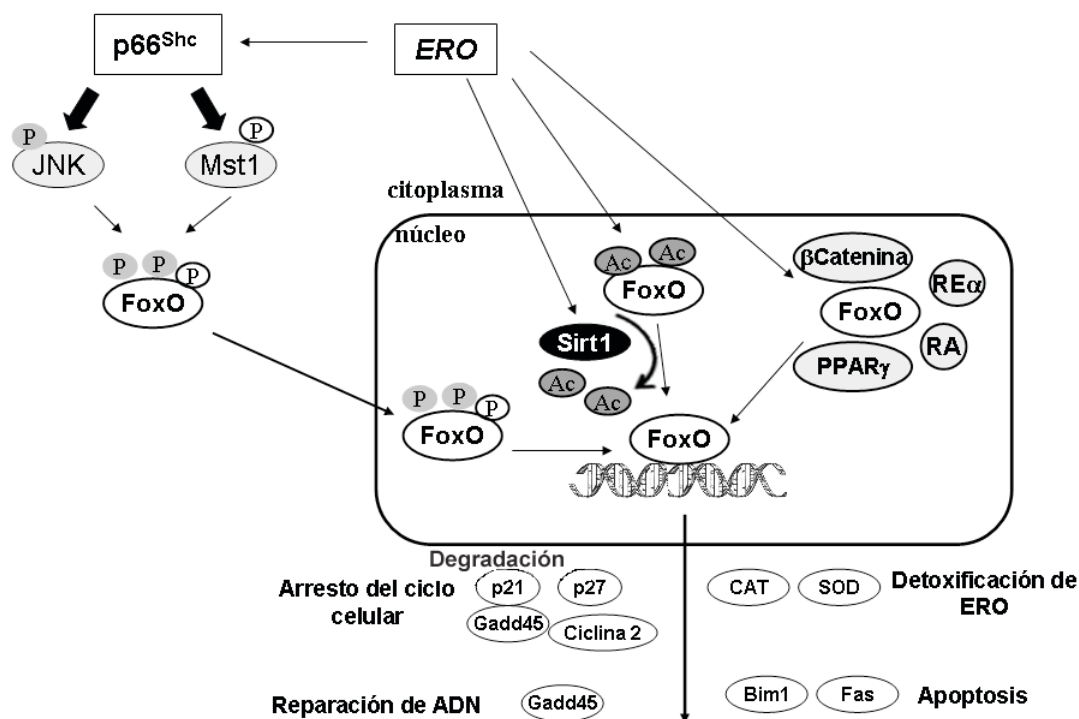 p66Shc
ERO
P
P
JNK
Mst1
citoplasma
núcleo
P
P
P
FoxO
Ac
Ac
FoxO
βCatenina
REα
FoxO
RA
PPARγ
Sirt1
Ac
Ac
P
P
P
FoxO
FoxO
Degradación
Arresto del ciclo
celular
p21
p27
Gadd45
Ciclina 2
CAT
SOD
Detoxificación de
ERO
Reparación de ADN
Gadd45
Bim1
Fas
Apoptosis